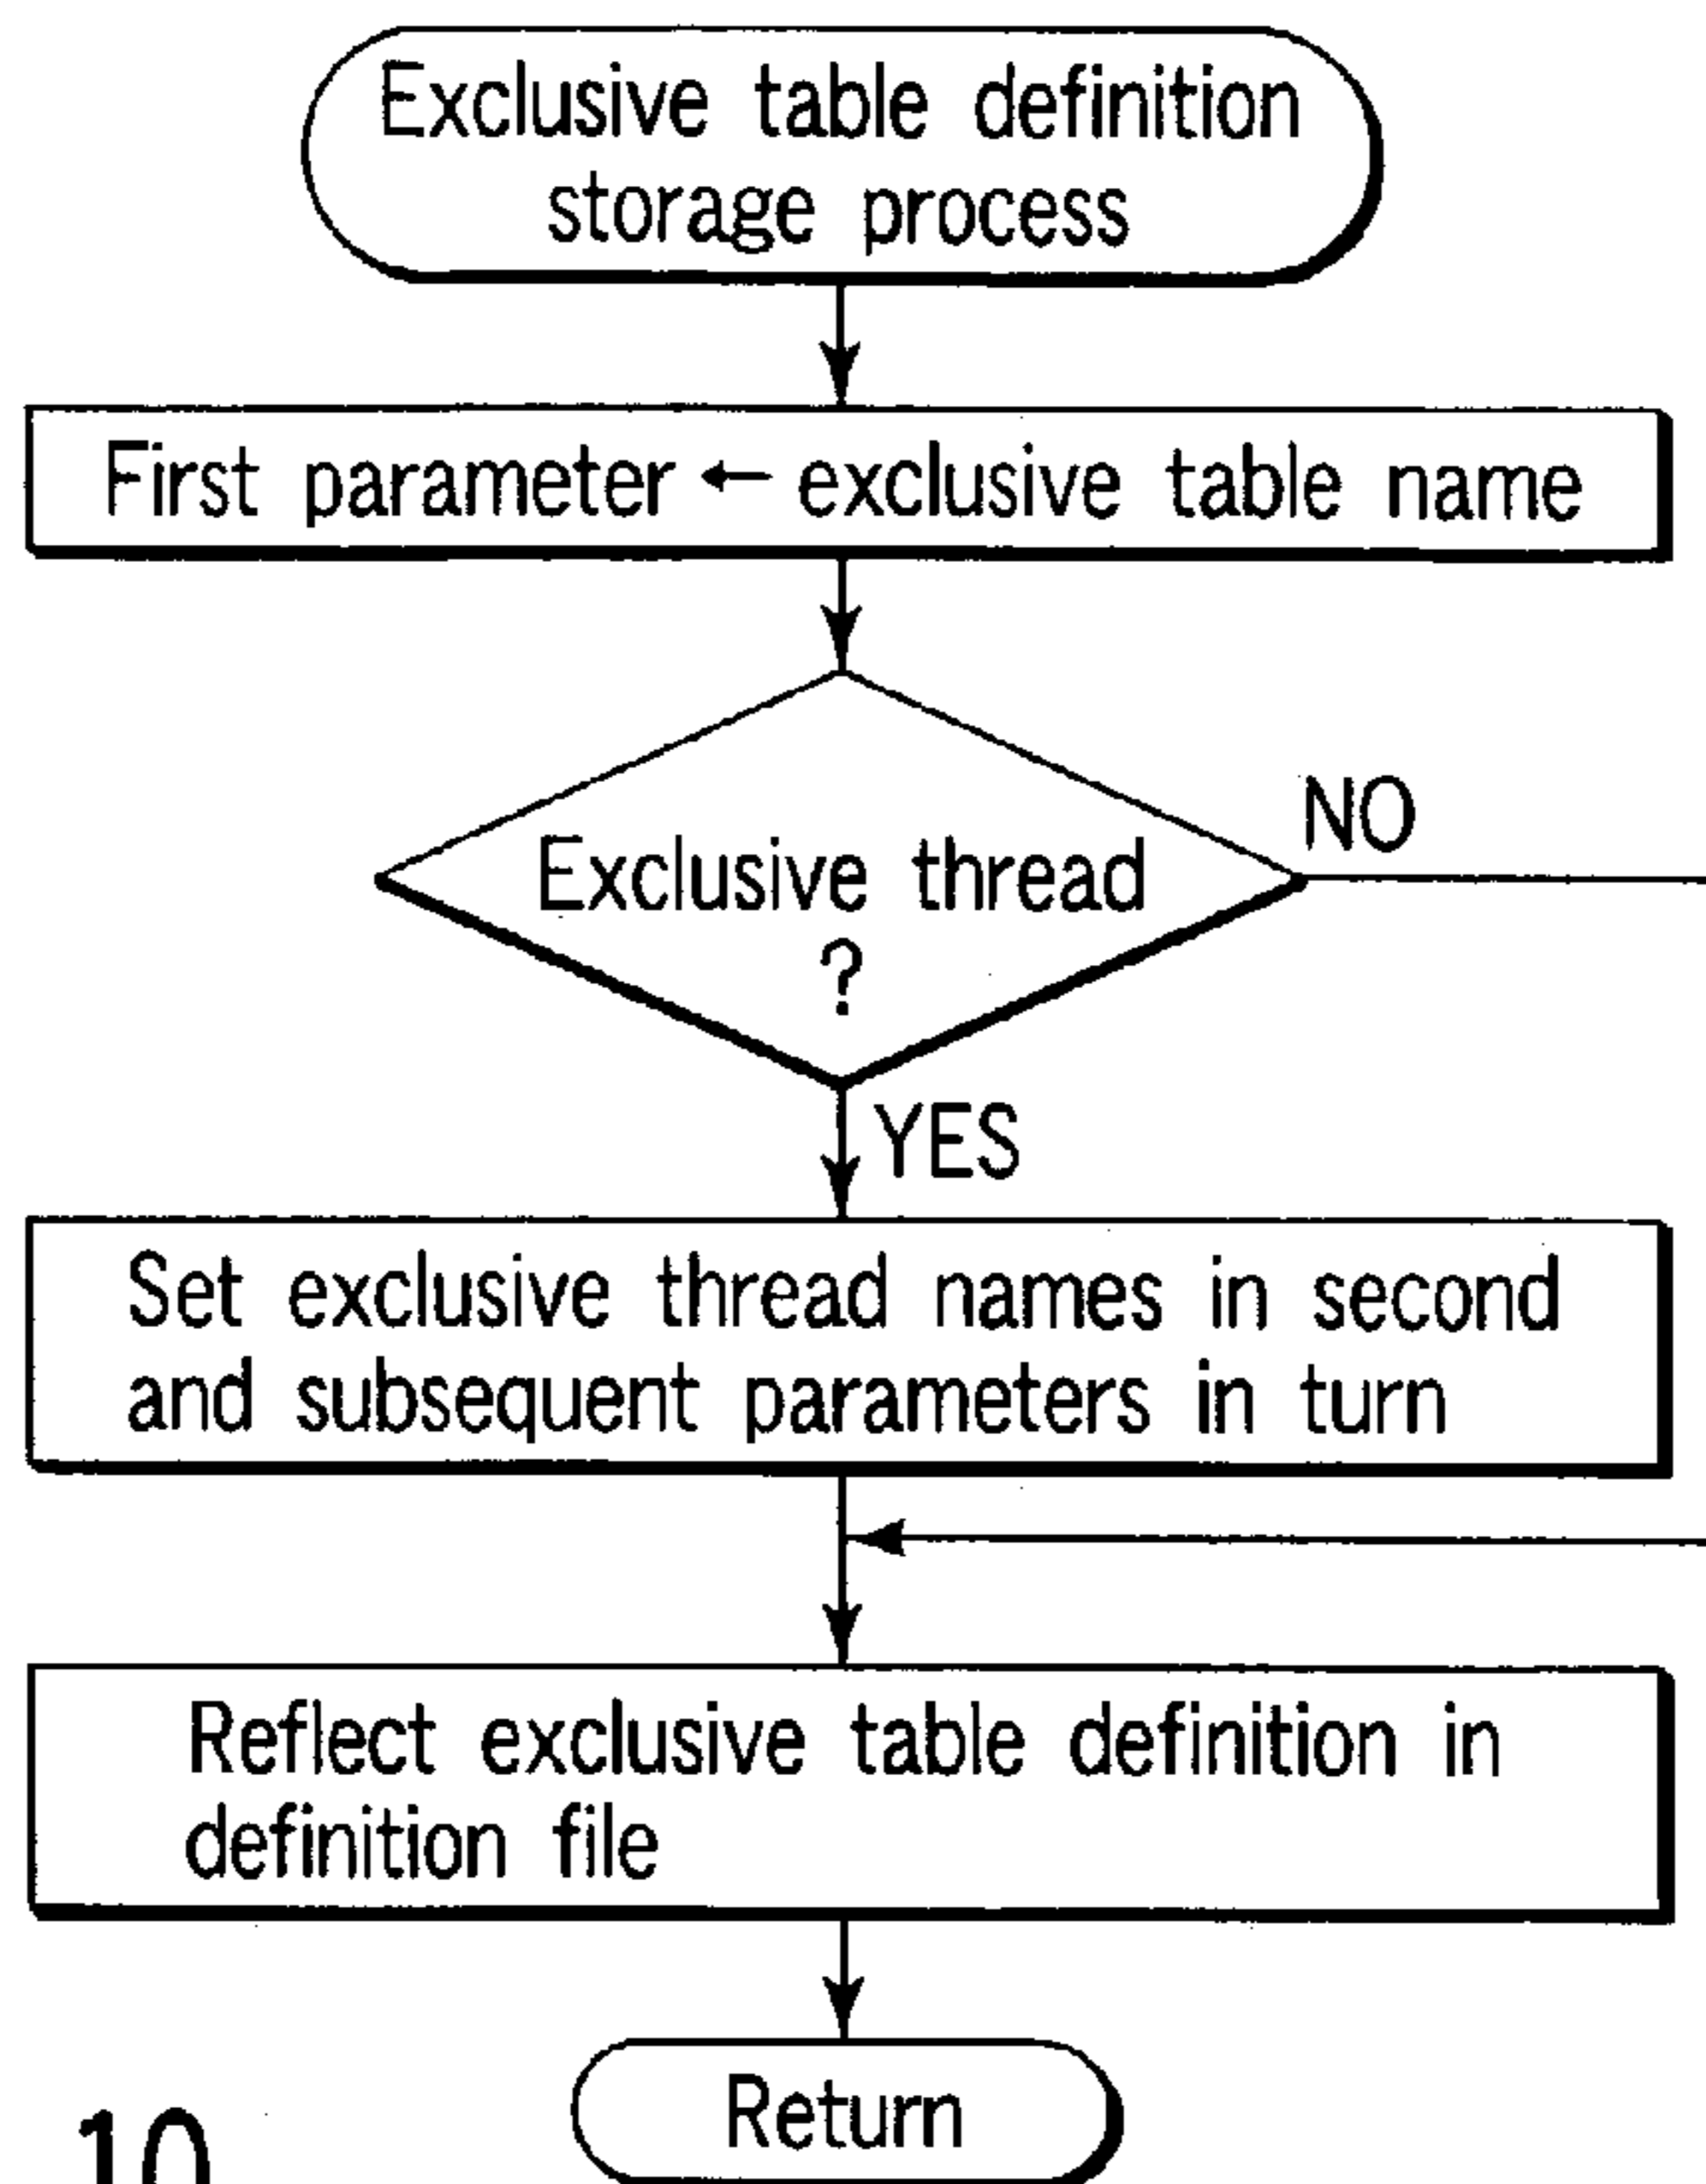 Exclusive table definition
storage process
First parameter ← exclusive table name
NO
Exclusive thread
?
YES
Set exclusive thread names in second
and subsequent parameters in turn
Reflect exclusive table definition in
definition file
Return
10